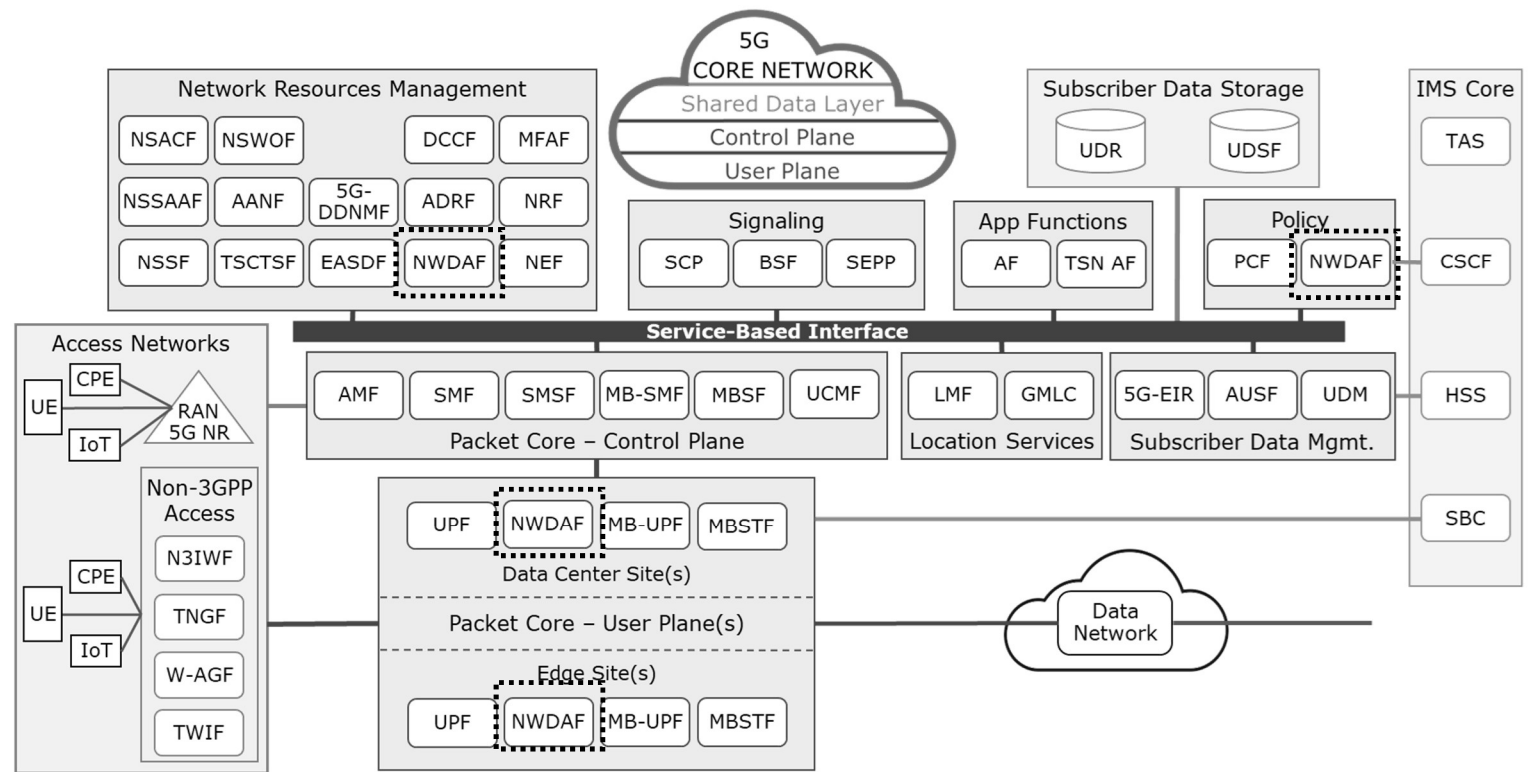 5G
CORE NETWORK
Shared Data Layer
Control Plane
User Plane
Network Resources Management
NSACF NSWOF DCCF MFAF
NSSAAF AANF 5G-
DDNMF ADRF NRF
NSSF TSCTSF EASDF NWDAF NEF
Signaling
SCP BSF SEPP
App Functions
AF TSN AF
Subscriber Data Storage
UDR UDSF
Policy
PCF NWDAF
IMS Core
TAS
CSCF
HSS
SBC
Service-Based Interface
Access Networks
UE CPE IoT
RAN
5G NR
Non-3GPP
Access
UE CPE IoT
N3IWF
TNGF
W-AGF
TWIF
AMF SMF SMSF MB-SMF MBSF UCMF
Packet Core – Control Plane
LMF GMLC
Location Services
5G-EIR AUSF UDM
Subscriber Data Mgmt.
UPF NWDAF MB-UPF MBSTF
Data Center Site(s)
Packet Core – User Plane(s)
Edge Site(s)
UPF NWDAF MB-UPF MBSTF
Data
Network